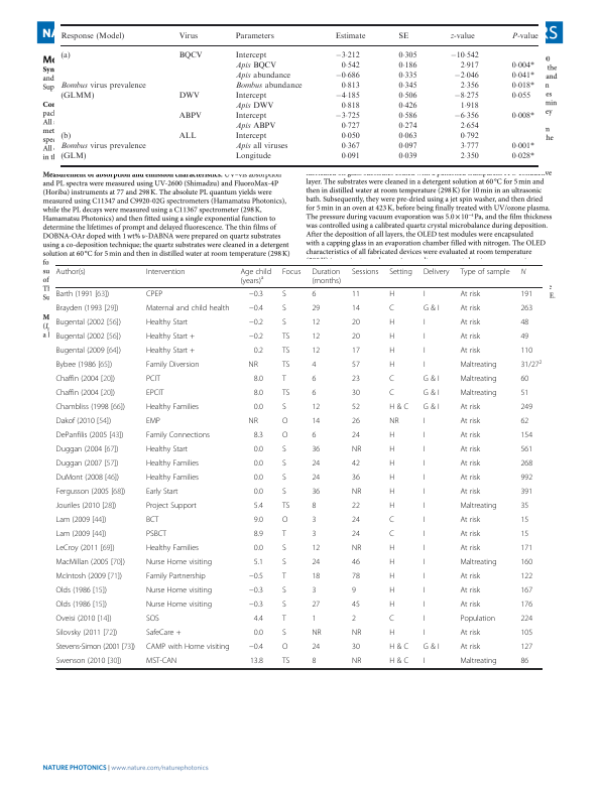 Response (Model) Virus Parameters Estimate SE z-value P-value
(a) BQCV Intercept −3·212 0·305 −10·542
Apis BQCV 0·542 0·186 2·917 0·004*
Apis abundance −0·686 0·335 −2·046 0·041*
Bombus virus prevalence Bombus abundance 0·813 0·345 2·356 0·018*
(GLMM) DWV Intercept −4·185 0·506 −8·275 0·055
Apis DWV 0·818 0·426 1·918
ABPV Intercept −3·725 0·586 −6·356 0·008*
Apis ABPV 0·727 0·274 2·654
(b) ALL Intercept 0·050 0·063 0·792
Bombus virus prevalence Apis all viruses 0·367 0·097 3·777 0·001*
(GLM) Longitude 0·091 0·039 2·350 0·028*
and PL spectra were measured using UV-2600 (Shimadzu) and FluoroMax-4P
(Horiba) instruments at 77 and 298 K. The absolute PL quantum yields were
measured using C11347 and C9920-02G spectrometers (Hamamatsu Photonics),
while the PL decays were measured using a C11367 spectrometer (298 K,
Hamamatsu Photonics) and then fitted using a single exponential function to
determine the lifetimes of prompt and delayed fluorescence. The thin films of
DOBNA-OAr doped with 1 wt% ν-DABNA were prepared on quartz substrates
using a co-deposition technique; the quartz substrates were cleaned in a detergent
solution at 60 °C for 5 min and then in distilled water at room temperature (298 K)
layer. The substrates were cleaned in a detergent solution at 60 °C for 5 min and
then in distilled water at room temperature (298 K) for 10 min in an ultrasonic
bath. Subsequently, they were pre-dried using a jet spin washer, and then dried
for 5 min in an oven at 423 K, before being finally treated with UV/ozone plasma.
The pressure during vacuum evaporation was 5.0 × 10⁻⁴ Pa, and the film thickness
was controlled using a calibrated quartz crystal microbalance during deposition.
After the deposition of all layers, the OLED test modules were encapsulated
with a capping glass in an evaporation chamber filled with nitrogen. The OLED
characteristics of all fabricated devices were evaluated at room temperature
Author(s) Intervention Age child (years)a Focus Duration (months) Sessions Setting Delivery Type of sample N
Barth (1991 [63]) CPEP −0.3 S 6 11 H I At risk 191
Brayden (1993 [29]) Maternal and child health −0.4 S 29 14 C G & I At risk 263
Bugental (2002 [56]) Healthy Start −0.2 S 12 20 H I At risk 48
Bugental (2002 [56]) Healthy Start + −0.2 TS 12 20 H I At risk 49
Bugental (2009 [64]) Healthy Start + 0.2 TS 12 17 H I At risk 110
Bybee (1986 [65]) Family Diversion NR TS 4 57 H I Maltreating 31/27
Chaffin (2004 [20]) PCIT 8.0 T 6 23 C G & I Maltreating 60
Chaffin (2004 [20]) EPCIT 8.0 TS 6 30 C G & I Maltreating 51
Chambliss (1998 [66]) Healthy Families 0.0 S 12 52 H & C G & I At risk 249
Dakof (2010 [54]) EMP NR O 14 26 NR I At risk 62
DePanfilis (2005 [43]) Family Connections 8.3 O 6 24 H I At risk 154
Duggan (2004 [67]) Healthy Start 0.0 S 36 NR H I At risk 561
Duggan (2007 [57]) Healthy Families 0.0 S 24 42 H I At risk 268
DuMont (2008 [46]) Healthy Families 0.0 S 24 36 H I At risk 992
Fergusson (2005 [68]) Early Start 0.0 S 36 NR H I At risk 391
Jouriles (2010 [28]) Project Support 5.4 TS 8 22 H I Maltreating 35
Lam (2009 [44]) BCT 9.0 O 3 24 C I At risk 15
Lam (2009 [44]) PSBCT 8.9 T 3 24 C I At risk 15
LeCroy (2011 [69]) Healthy Families 0.0 S 12 NR H I At risk 171
MacMillan (2005 [70]) Nurse Home visiting 5.1 S 24 46 H I Maltreating 160
McIntosh (2009 [71]) Family Partnership −0.5 T 18 78 H I At risk 122
Olds (1986 [15]) Nurse Home visiting −0.3 S 3 9 H I At risk 167
Olds (1986 [15]) Nurse Home visiting −0.3 S 27 45 H I At risk 176
Oveisi (2010 [14]) SOS 4.4 T 1 2 C I Population 224
Silovsky (2011 [72]) SafeCare + 0.0 S NR NR H I At risk 105
Stevens-Simon (2001 [73]) CAMP with Home visiting −0.4 O 24 30 H & C G & I At risk 127
Swenson (2010 [30]) MST-CAN 13.8 TS 8 NR H & C I Maltreating 86
NATURE PHOTONICS | www.nature.com/naturephotonics